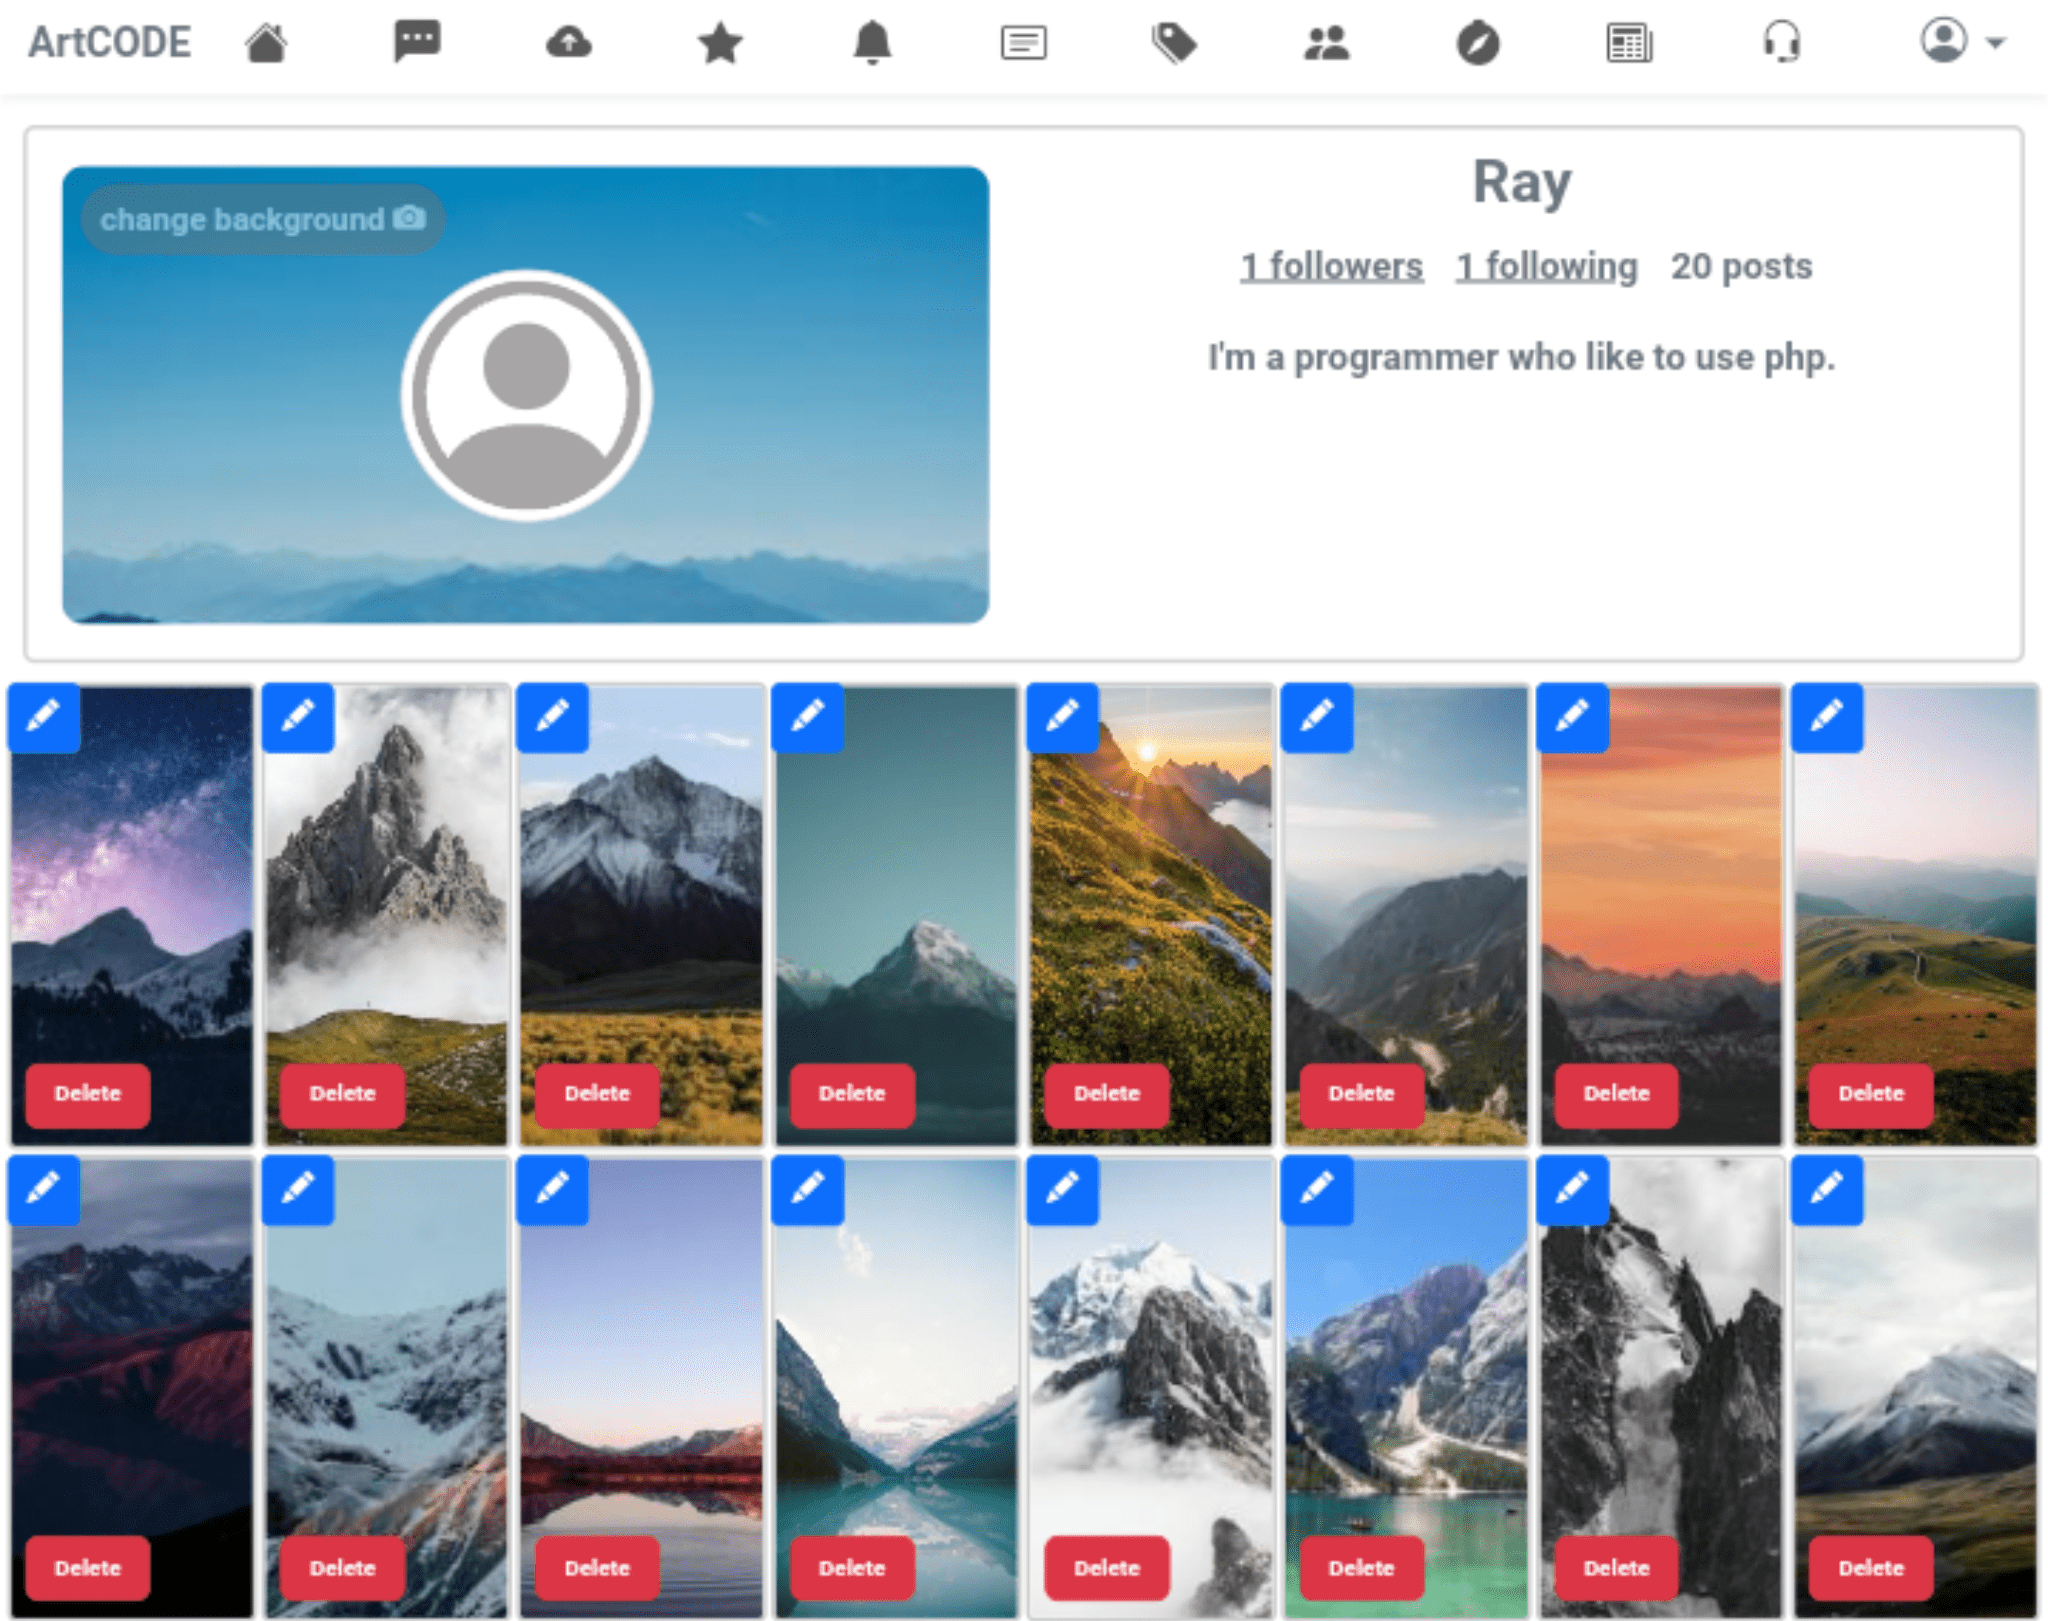 ArtCODE
change background
Ray
1 followers 1 following 20 posts
I'm a programmer who like to use php.
Delete Delete Delete Delete Delete Delete Delete Delete
Delete Delete Delete Delete Delete Delete Delete Delete